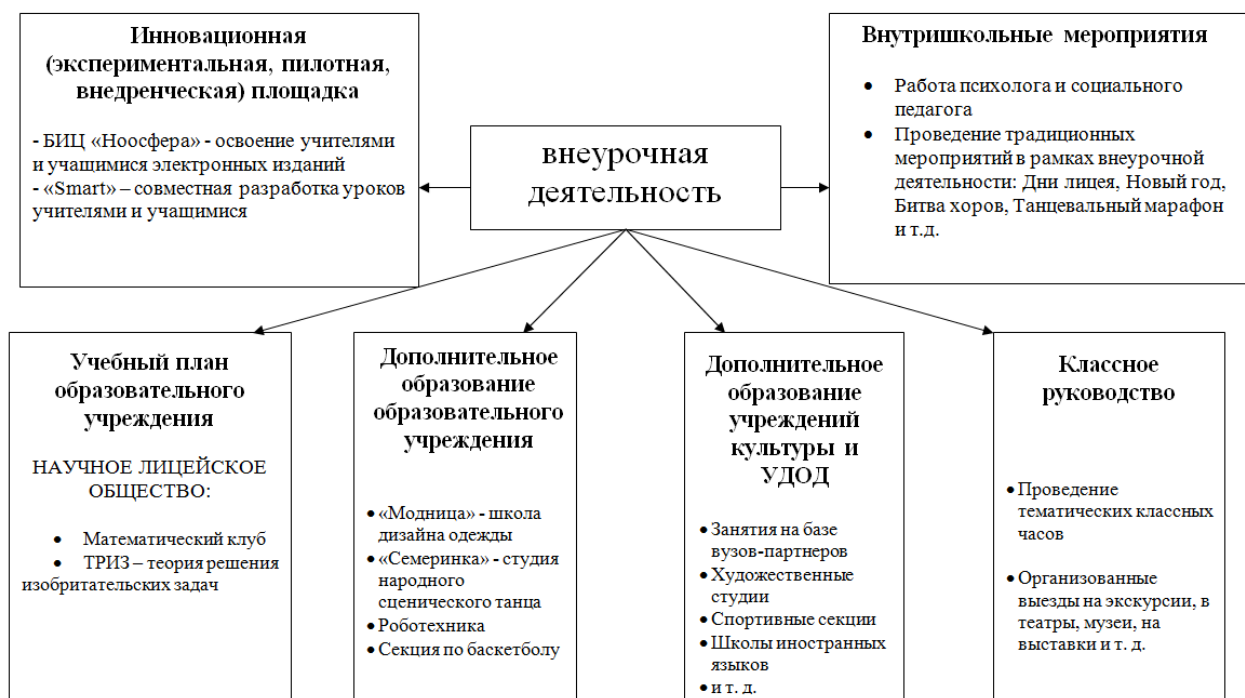 Инновационная
(экспериментальная, пилотная,
внедренческая) площадка
- БИЦ «Ноосфера» - освоение учителями
и учащимися электронных изданий
- «Smart» – совместная разработка уроков
учителями и учащимися
внеурочная
деятельность
Внутришкольные мероприятия
• Работа психолога и социального
педагога
• Проведение традиционных
мероприятий в рамках внеурочной
деятельности: Дни лицея, Новый год,
Битва хоров, Танцевальный марафон
и т.д.
Учебный план
образовательного
учреждения
НАУЧНОЕ ЛИЦЕЙСКОЕ
ОБЩЕСТВО:
• Математический клуб
• ТРИЗ – теория решения
изобритательских задач
Дополнительное
образование
образовательного
учреждения
• «Модница» - школа
дизайна одежды
• «Семеринка» - студия
народного
сценического танца
• Роботехника
• Секция по баскетболу
Дополнительное
образование
учреждений
культуры и
УДОД
• Занятия на базе
вузов-партнеров
• Художественные
студии
• Спортивные секции
• Школы иностранных
языков
• и т. д.
Классное
руководство
• Проведение
тематических классных
часов
• Организованные
выезды на экскурсии, в
театры, музеи, на
выставки и т. д.